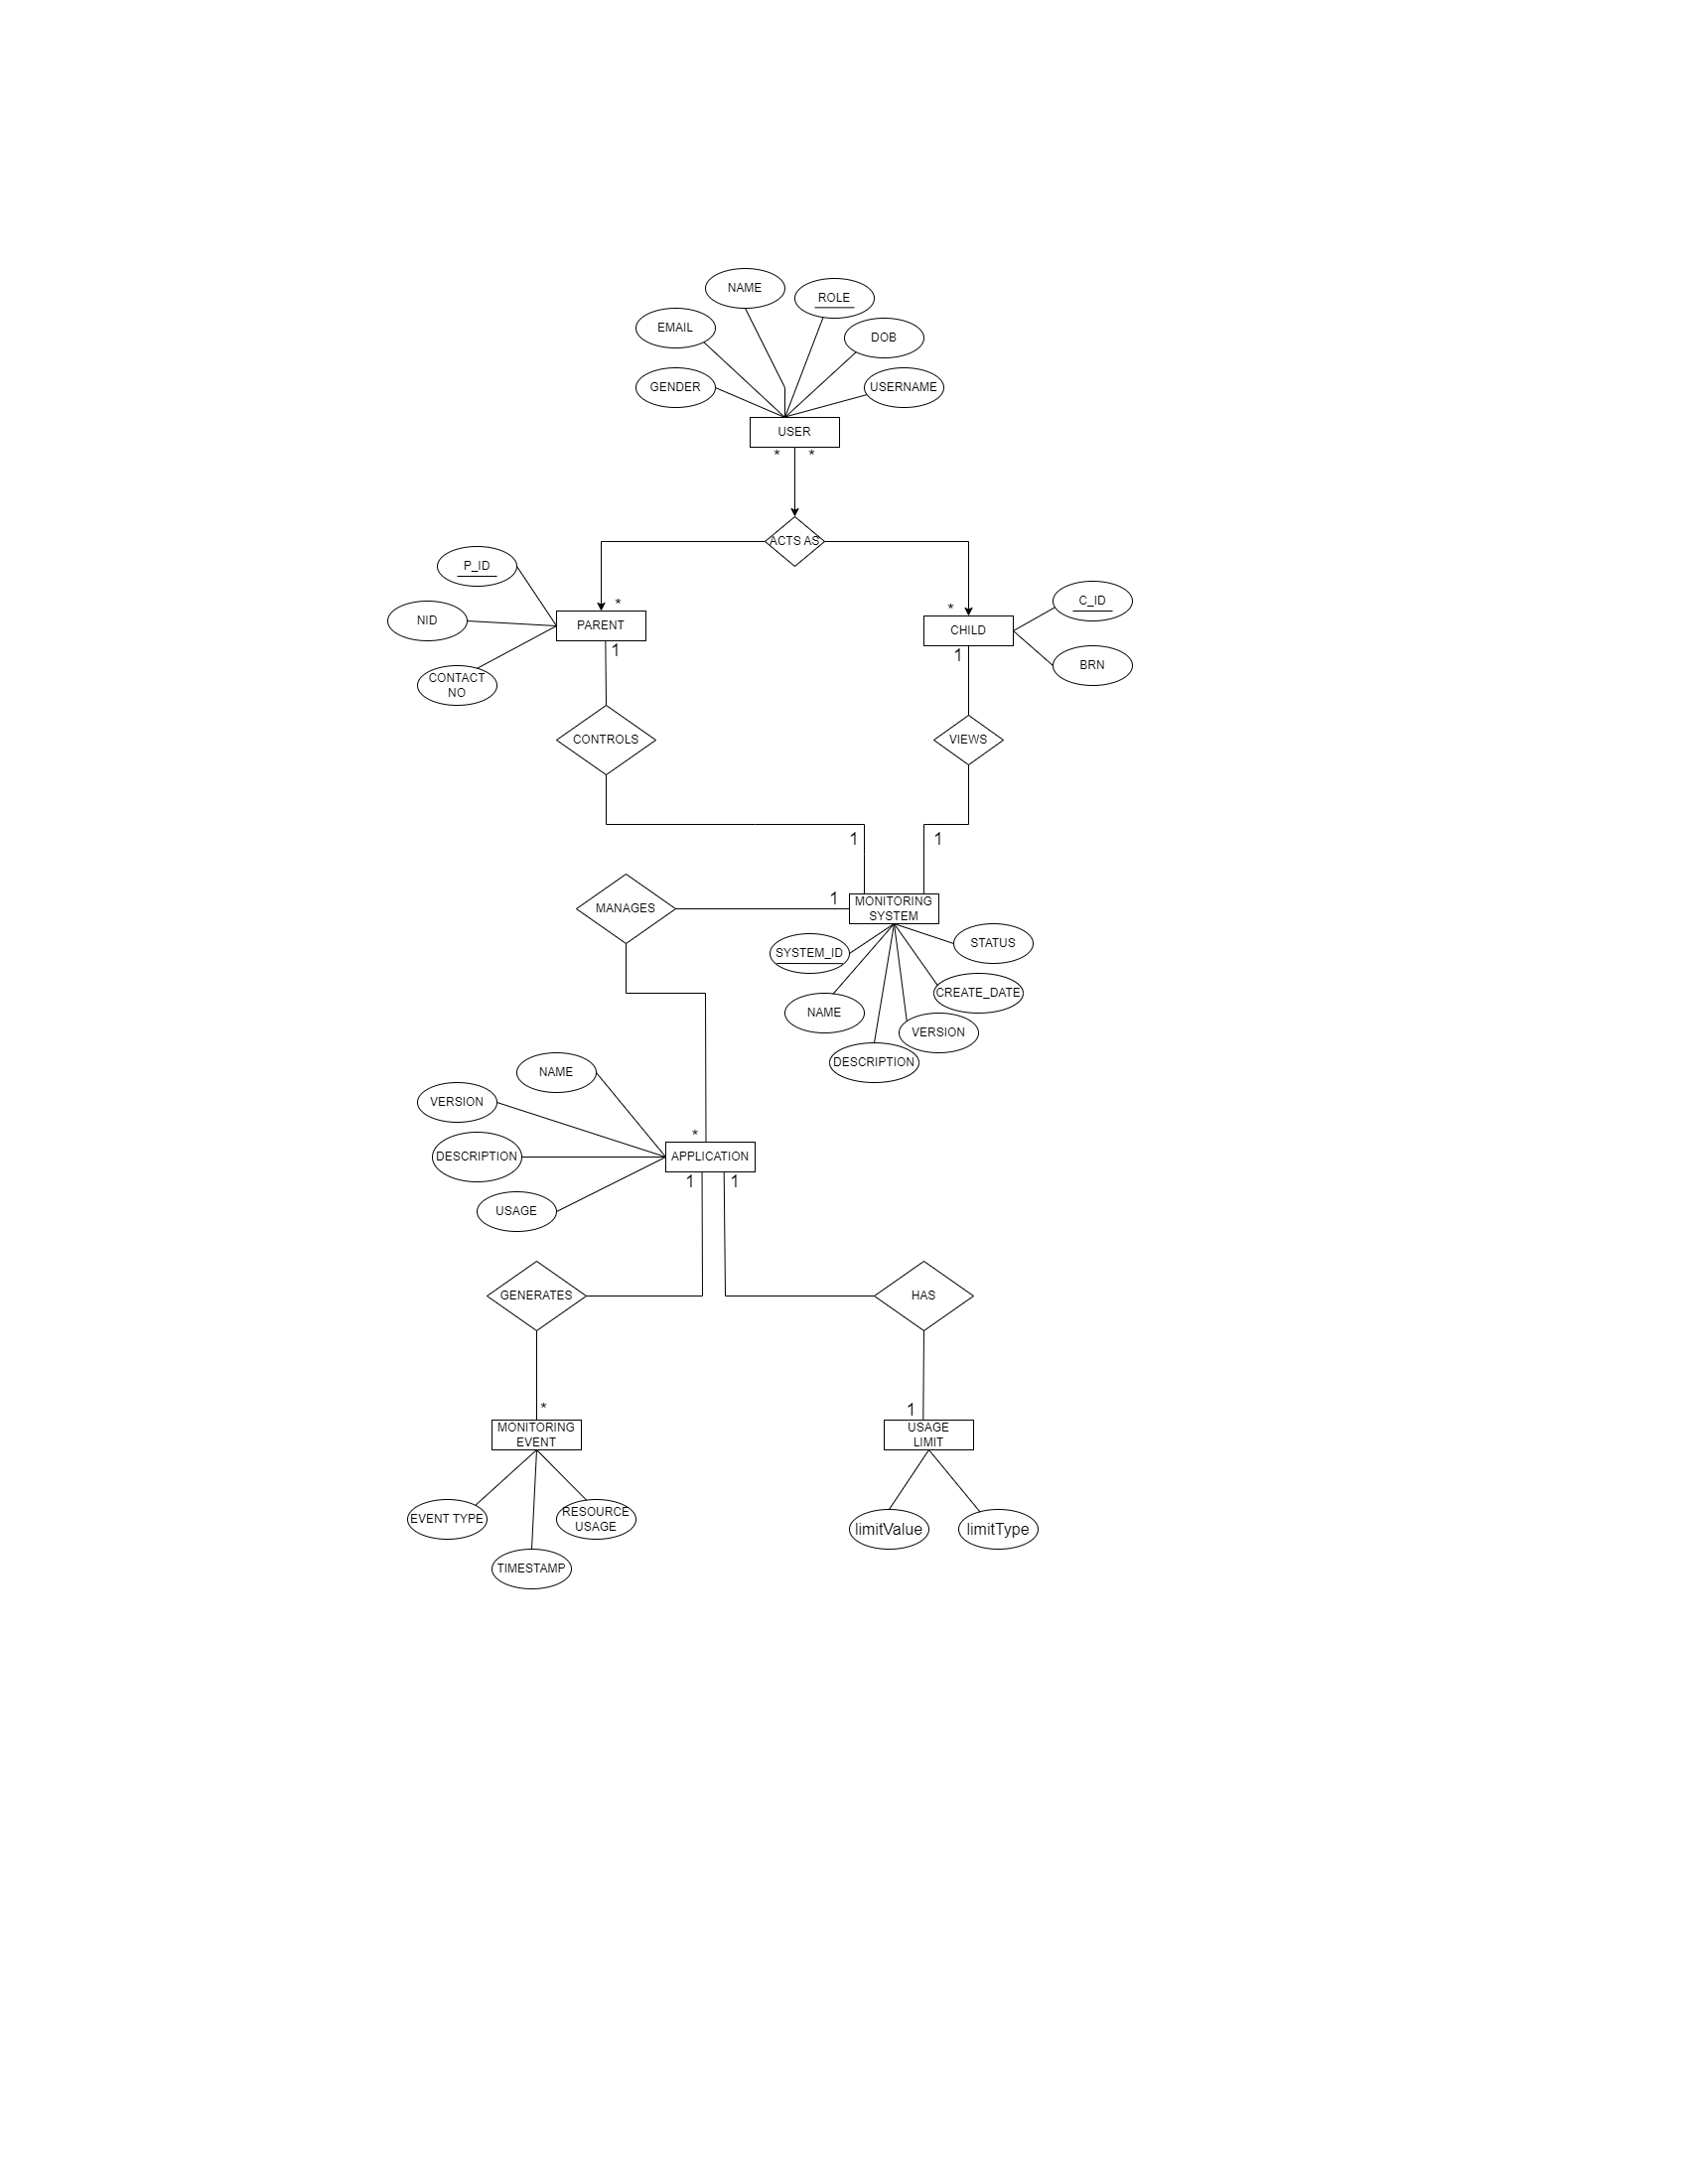 NAME
ROLE
EMAIL
DOB
GENDER
USERNAME
USER
* *
ACTS AS
P_ID
C_ID
* *
NID
PARENT
CHILD
1 1
CONTACT
NO
BRN
CONTROLS
VIEWS
1 1
MANAGES
1
MONITORING
SYSTEM
STATUS
SYSTEM_ID
CREATE_DATE
NAME
VERSION
DESCRIPTION
NAME
VERSION
*
DESCRIPTION
APPLICATION
1 1
USAGE
GENERATES
HAS
* 1
MONITORING
EVENT
USAGE
LIMIT
EVENT TYPE
RESOURCE
USAGE
limitValue
limitType
TIMESTAMP